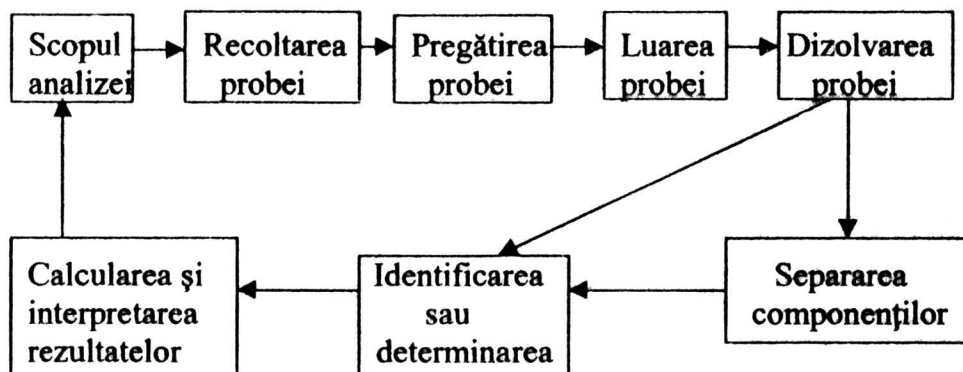 Scopul
analizei
Recoltarea
probei
Pregătirea
probei
Luarea
probei
Dizolvarea
probei
Separarea
componenţilor
Identificarea
sau
determinarea
Calcularea şi
interpretarea
rezultatelor